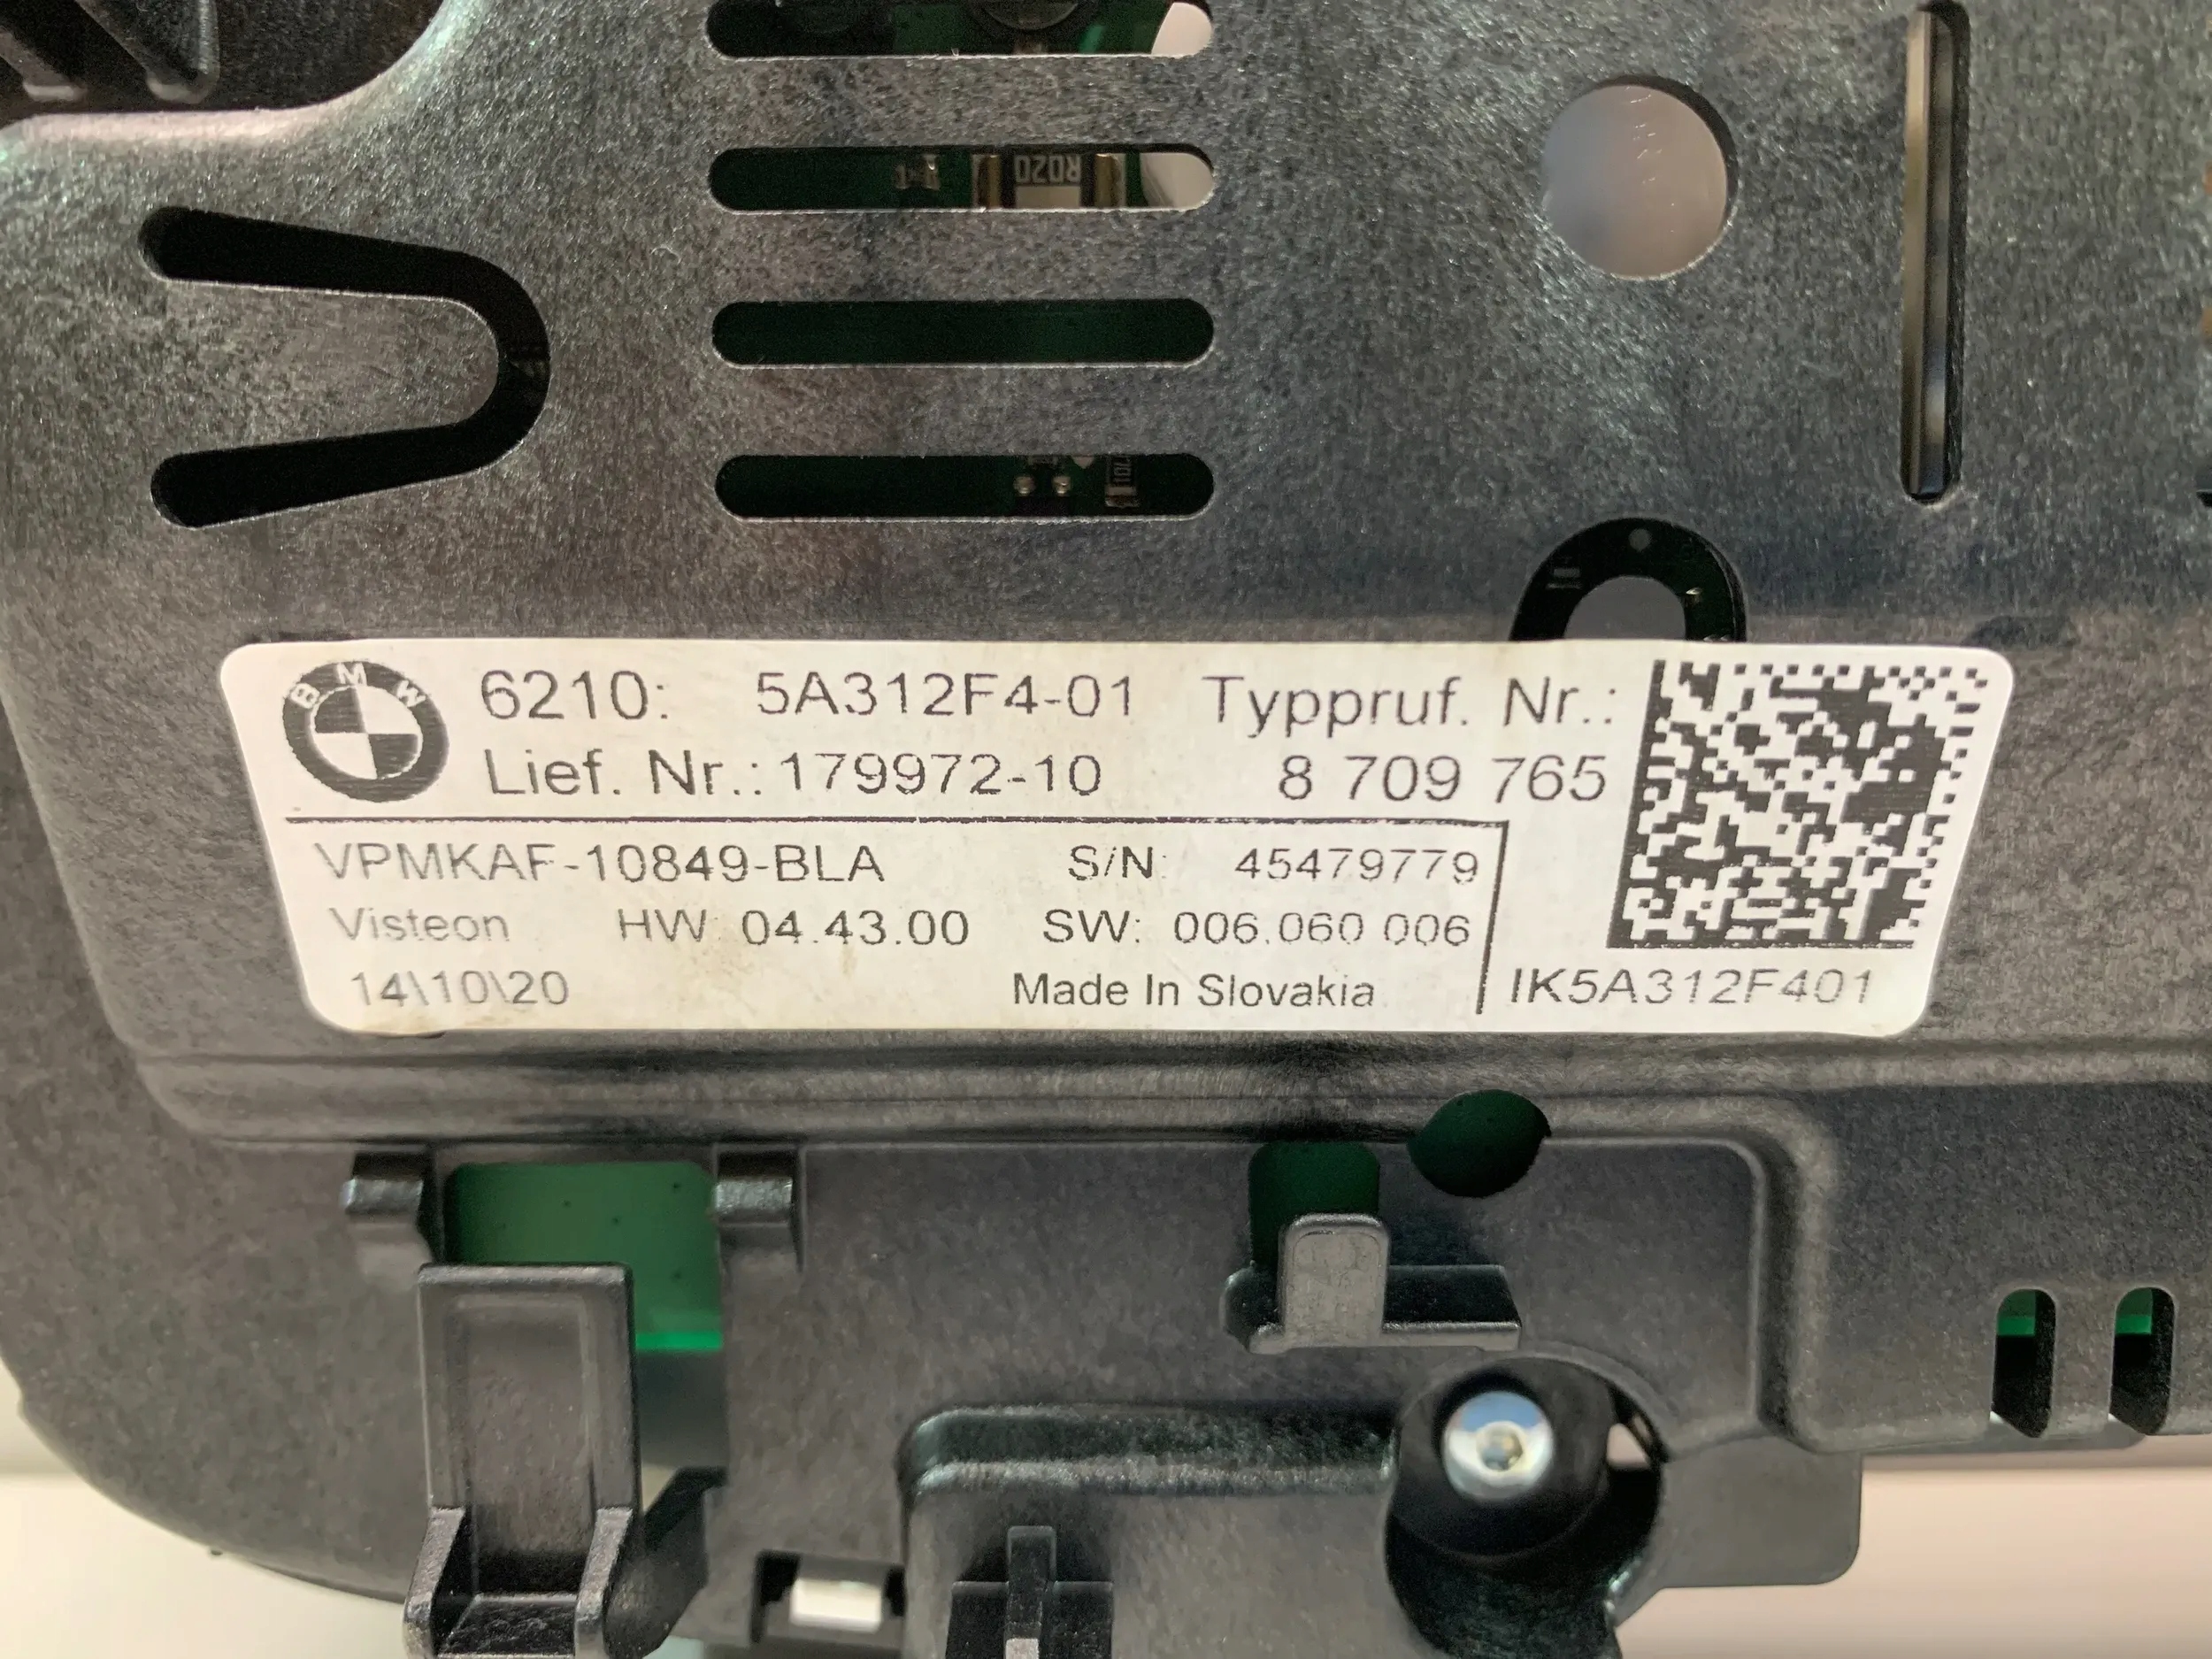 R020
BMW
6210: 5A312F4-01 Typpruf. Nr.:
Lief. Nr.: 179972-10 8 709 765
VPMKAF-10849-BLA S/N: 45479779
Visteon HW: 04.43.00 SW: 006.060.006
14\10\20 Made In Slovakia IK5A312F401